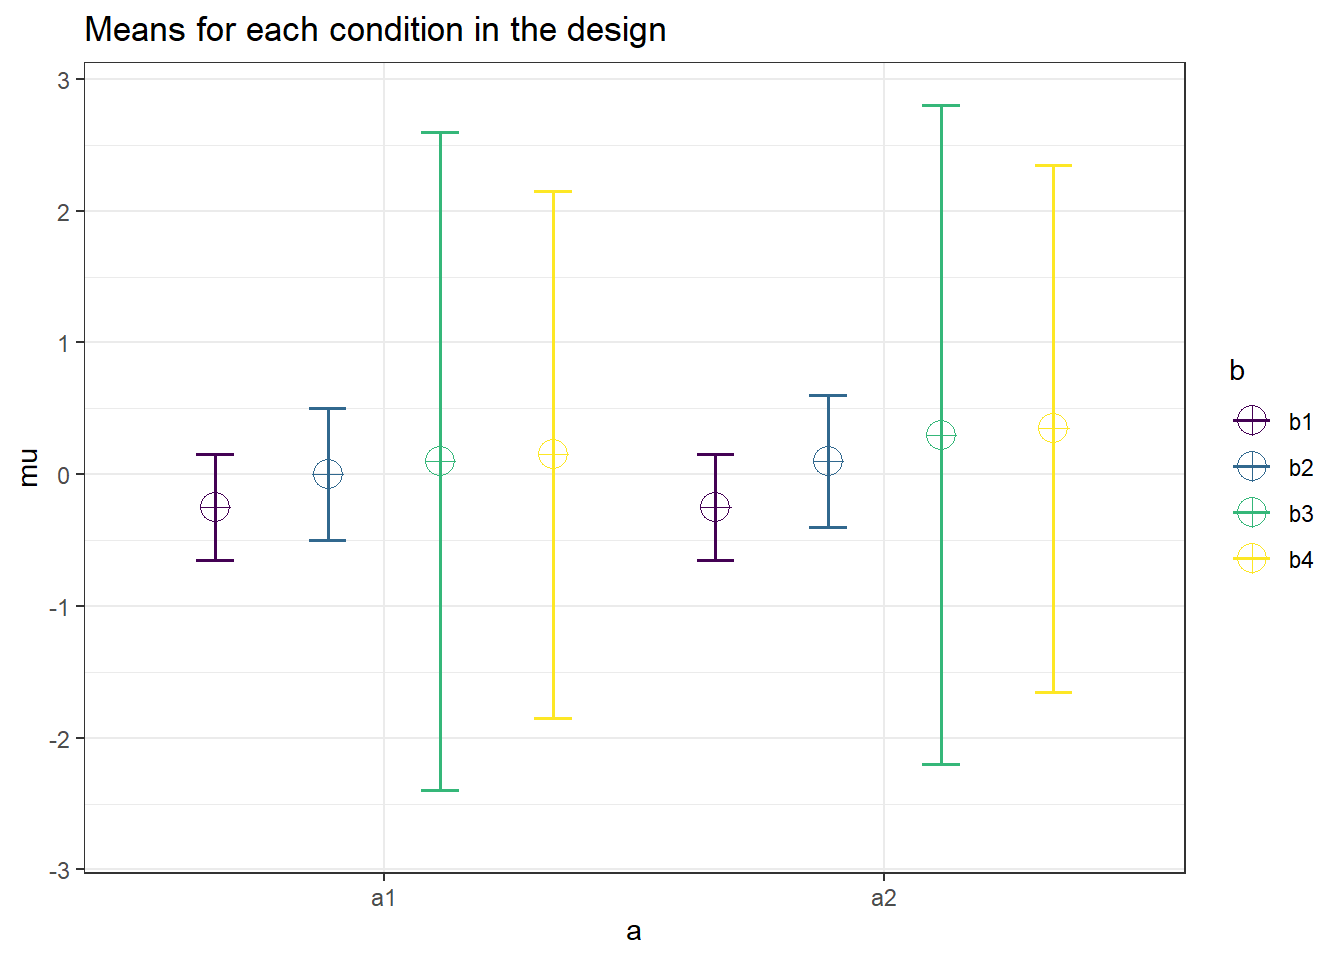 Means for each condition in the design
3
2
1
0
-1
-2
-3
mu
a1
a2
a
b
b1
b2
b3
b4